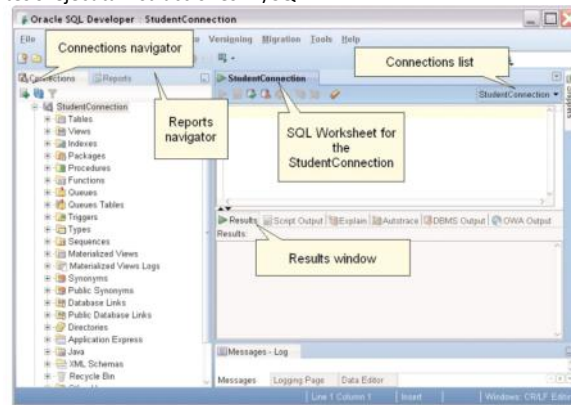 Oracle SQL Developer : StudentConnection
File
Versioning Migration Tools Help
Connections navigator
Connections list
Connections Reports
StudentConnection
StudentConnection
Snippets
StudentConnection
Tables
Views
Indexes
Packages
Procedures
Functions
Queues
Queues Tables
Triggers
Types
Sequences
Materialized Views
Materialized Views Logs
Synonyms
Public Synonyms
Database Links
Public Database Links
Directories
Application Express
Java
XML Schemas
Recycle Bin
Reports
navigator
SQL Worksheet for
the
StudentConnection
Results Script Output Explain Autotrace DBMS Output OWA Output
Results:
Results window
Messages - Log
Messages Logging Page Data Editor
Line 1 Column 1 Insert Windows: CR/LF Editing